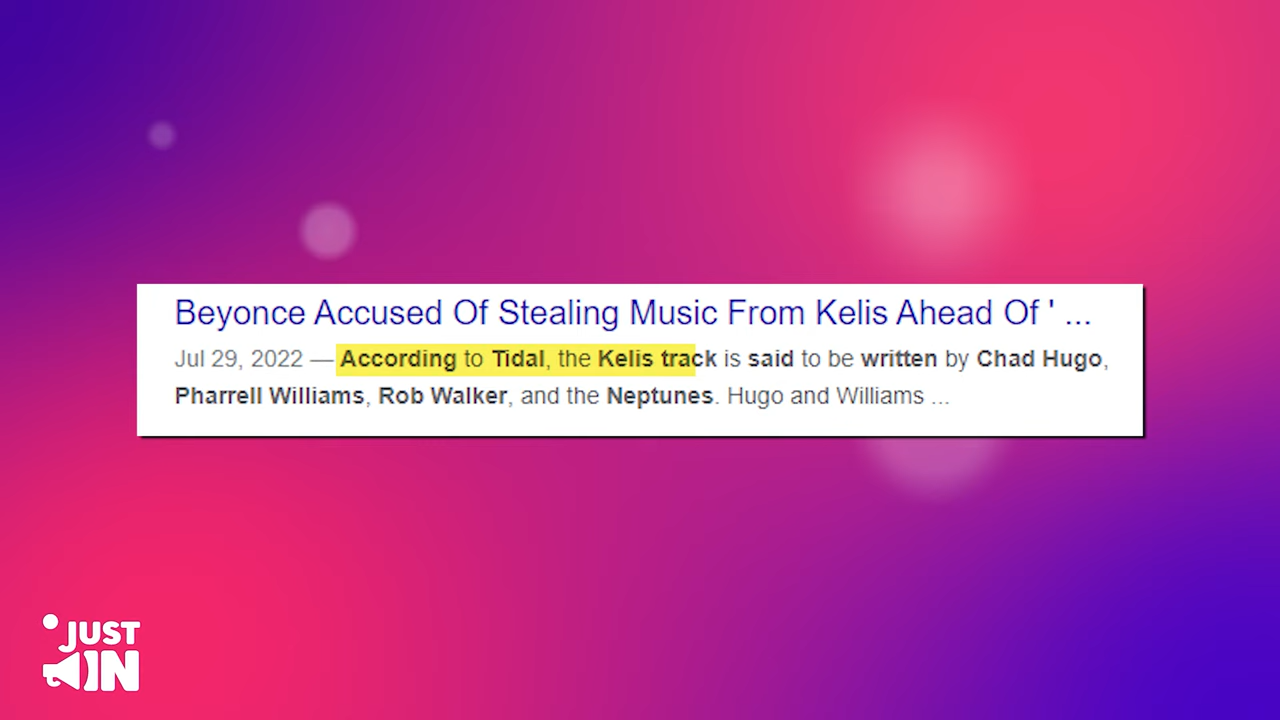 Beyonce Accused Of Stealing Music From Kelis Ahead Of ' ...
Jul 29, 2022 — According to Tidal, the Kelis track is said to be written by Chad Hugo,
Pharrell Williams, Rob Walker, and the Neptunes. Hugo and Williams ...
JUST
IN